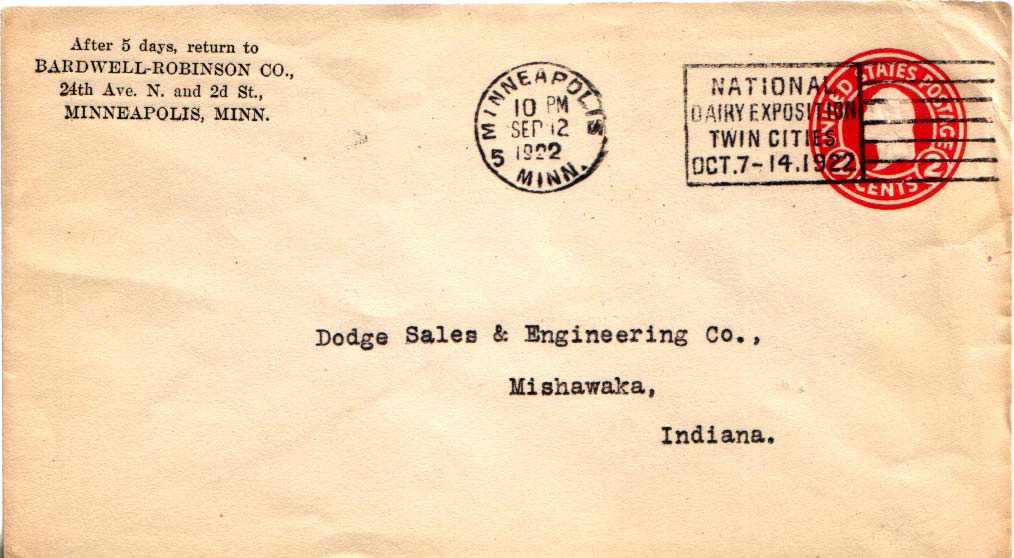 After 5 days, return to
BARDWELL-ROBINSON CO.,
24th Ave. N. and 2d St.,
MINNEAPOLIS, MINN.
MINNEAPOLIS
10 PM
SEP 12
1922
5 MINN.
NATIONAL
DAIRY EXPOSITION
TWIN CITIES
OCT. 7-14.1922
UNITED STATES POSTAGE
2 CENTS 2
Dodge Sales & Engineering Co.,
Mishawaka,
Indiana.